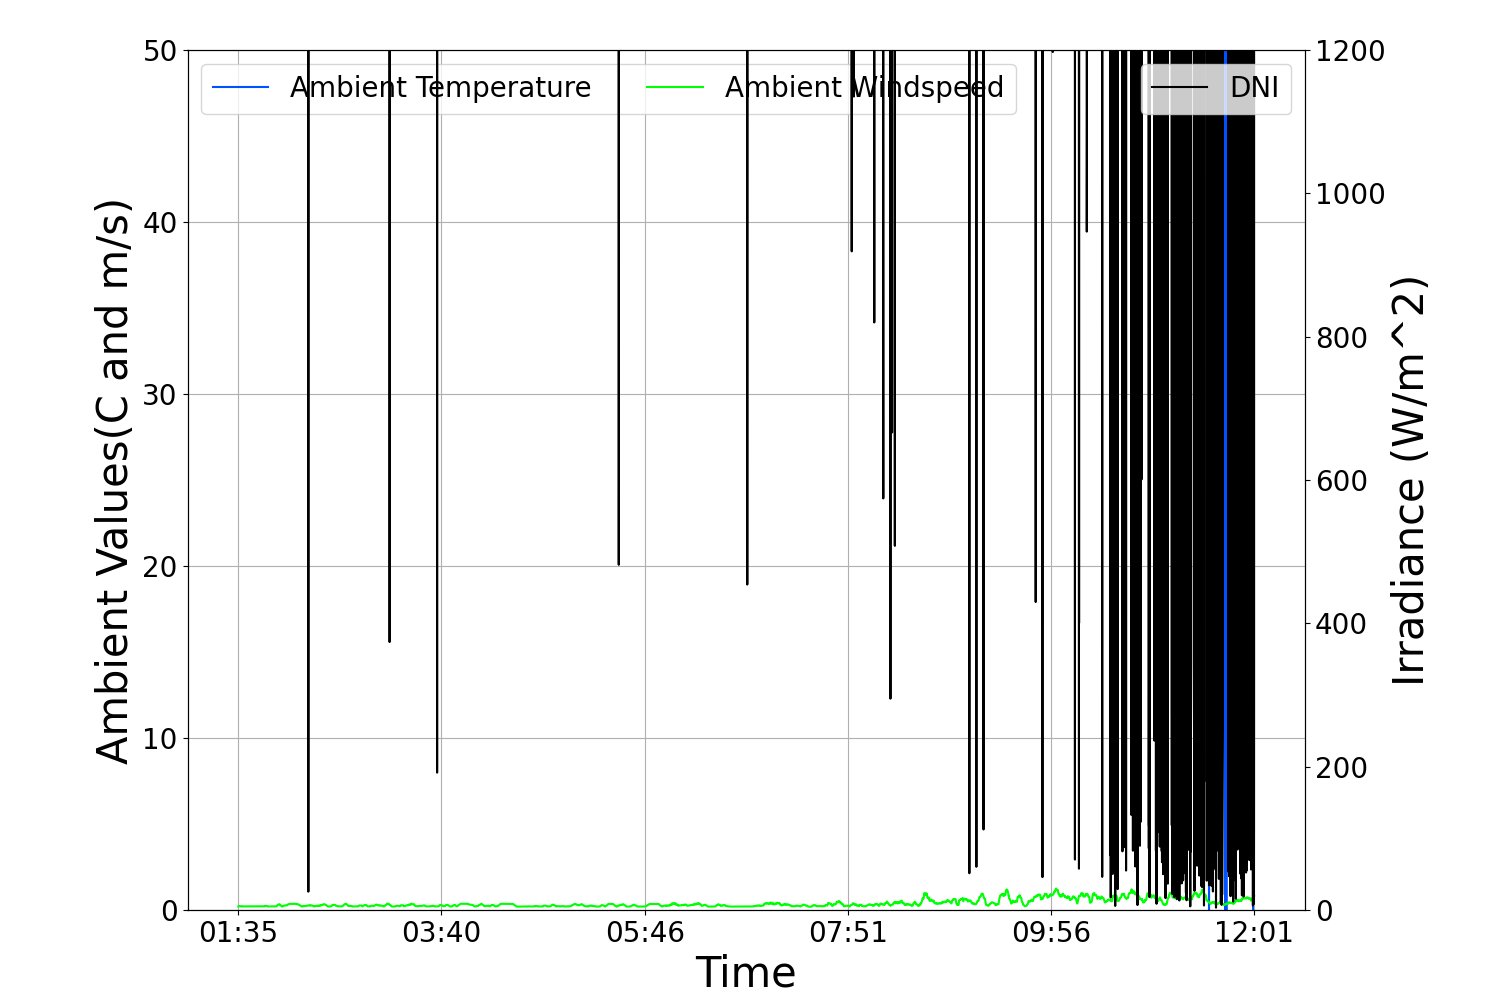 Ambient Temperature
Ambient Windspeed
DNI
50
40
30
20
10
0
Ambient Values(C and m/s)
1200
1000
800
600
400
200
0
Irradiance (W/m^2)
01:35 03:40 05:46 07:51 09:56 12:01
Time